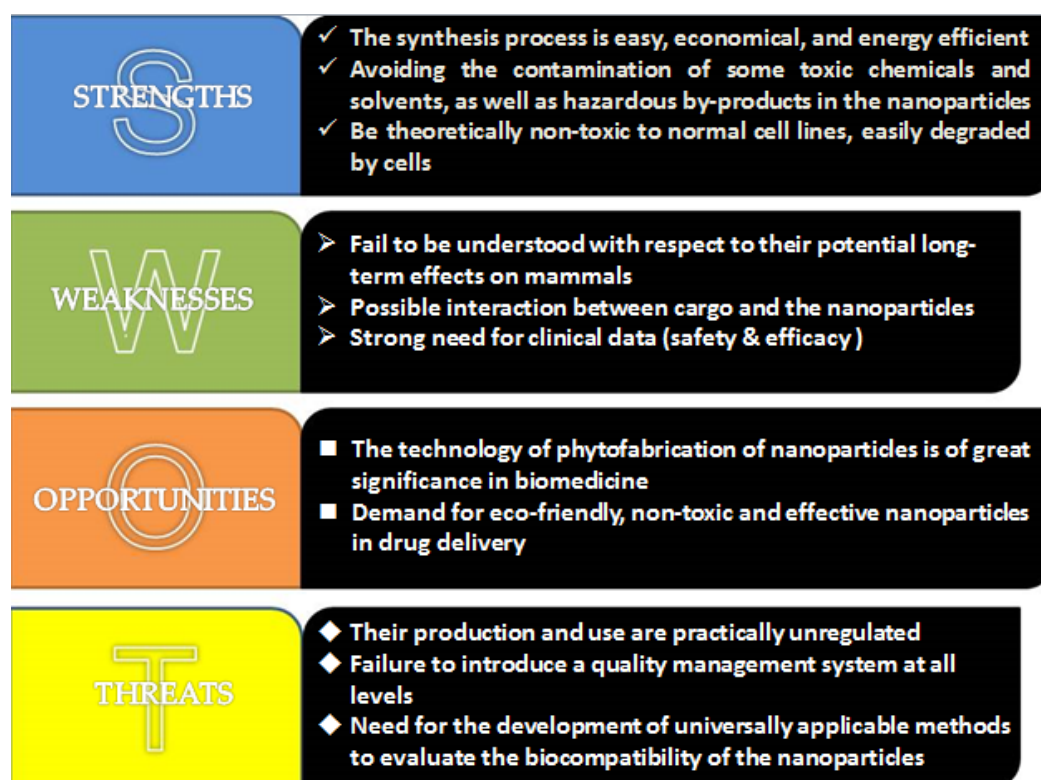 STRENGTHS
S
✓ The synthesis process is easy, economical, and energy efficient
✓ Avoiding the contamination of some toxic chemicals and
solvents, as well as hazardous by-products in the nanoparticles
✓ Be theoretically non-toxic to normal cell lines, easily degraded
by cells
WEAKNESSES
W
➢ Fail to be understood with respect to their potential long-
term effects on mammals
➢ Possible interaction between cargo and the nanoparticles
➢ Strong need for clinical data (safety & efficacy )
OPPORTUNITIES
O
■ The technology of phytofabrication of nanoparticles is of great
significance in biomedicine
■ Demand for eco-friendly, non-toxic and effective nanoparticles
in drug delivery
THREATS
T
◆ Their production and use are practically unregulated
◆ Failure to introduce a quality management system at all
levels
◆ Need for the development of universally applicable methods
to evaluate the biocompatibility of the nanoparticles